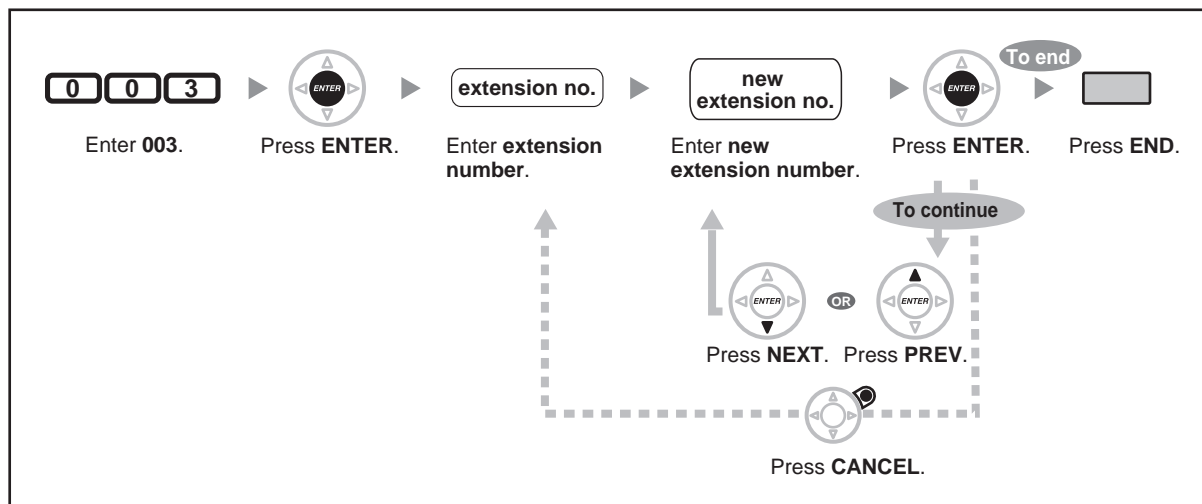 To end
0 0 3
ENTER
extension no.
new
extension no.
ENTER
Enter 003.
Press ENTER.
Enter extension
number.
Enter new
extension number.
Press ENTER.
Press END.
To continue
ENTER
OR
ENTER
Press NEXT.
Press PREV.
Press CANCEL.